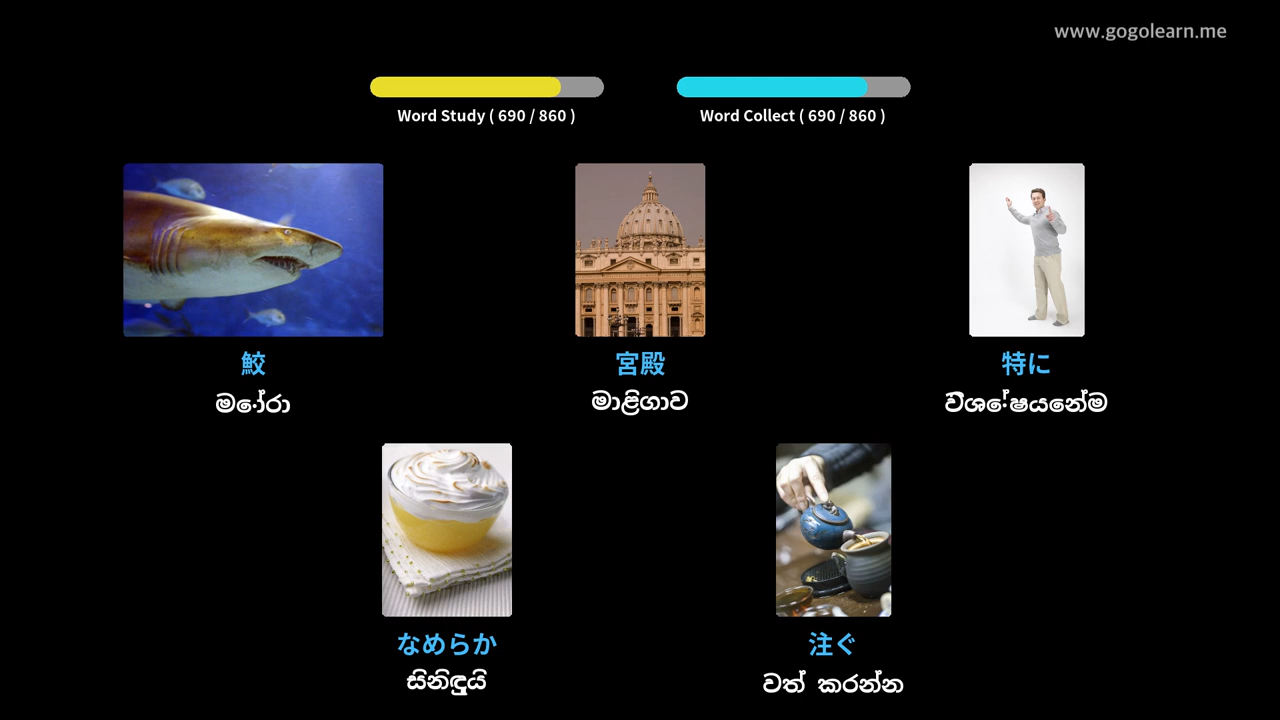 www.gogolearn.me
Word Study ( 690 / 860 )
Word Collect ( 690 / 860 )
鮫
මෝරා
宮殿
මාළිගාව
特に
විශේෂයනේම
なめらか
සිනිඳුයි
注ぐ
වත් කරන්න